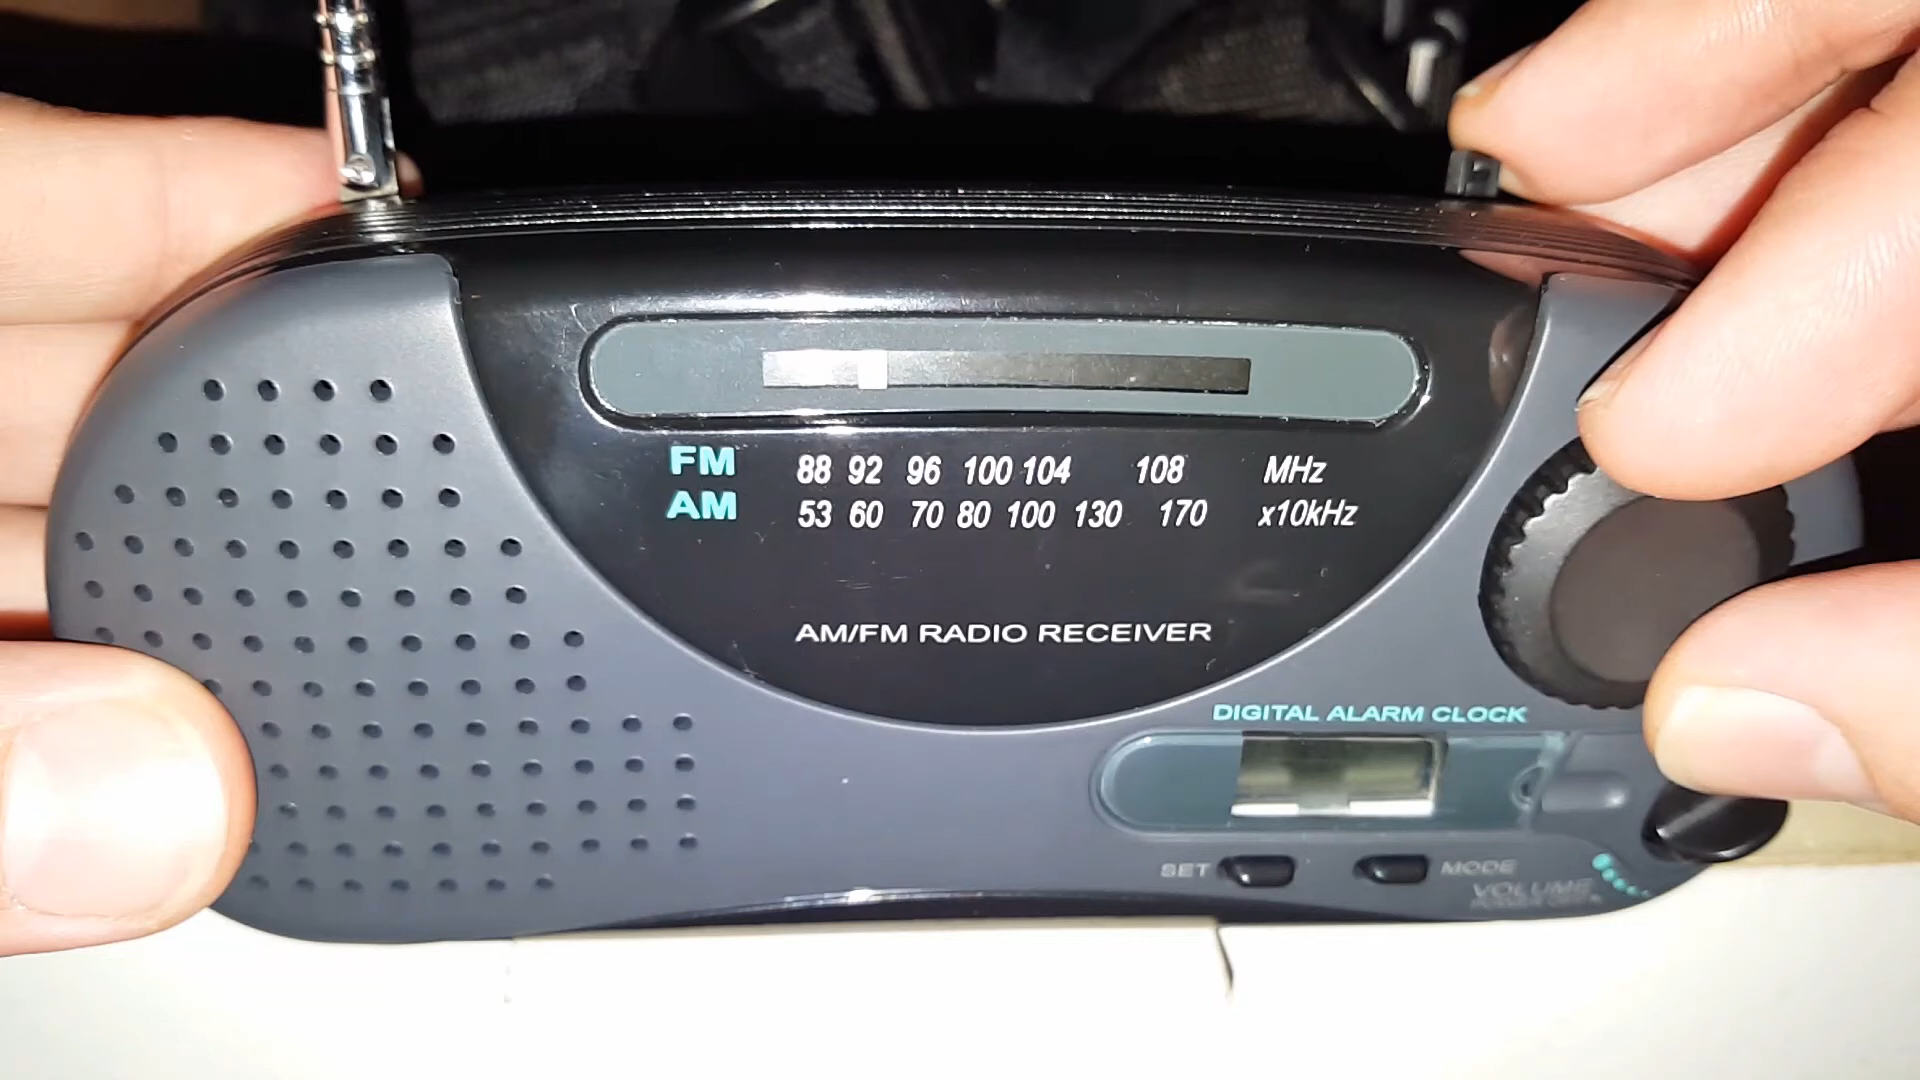 FM 88 92 96 100 104 108 MHz
AM 53 60 70 80 100 130 170 x10kHz
AM/FM RADIO RECEIVER
DIGITAL ALARM CLOCK
SET MODE
VOLUME